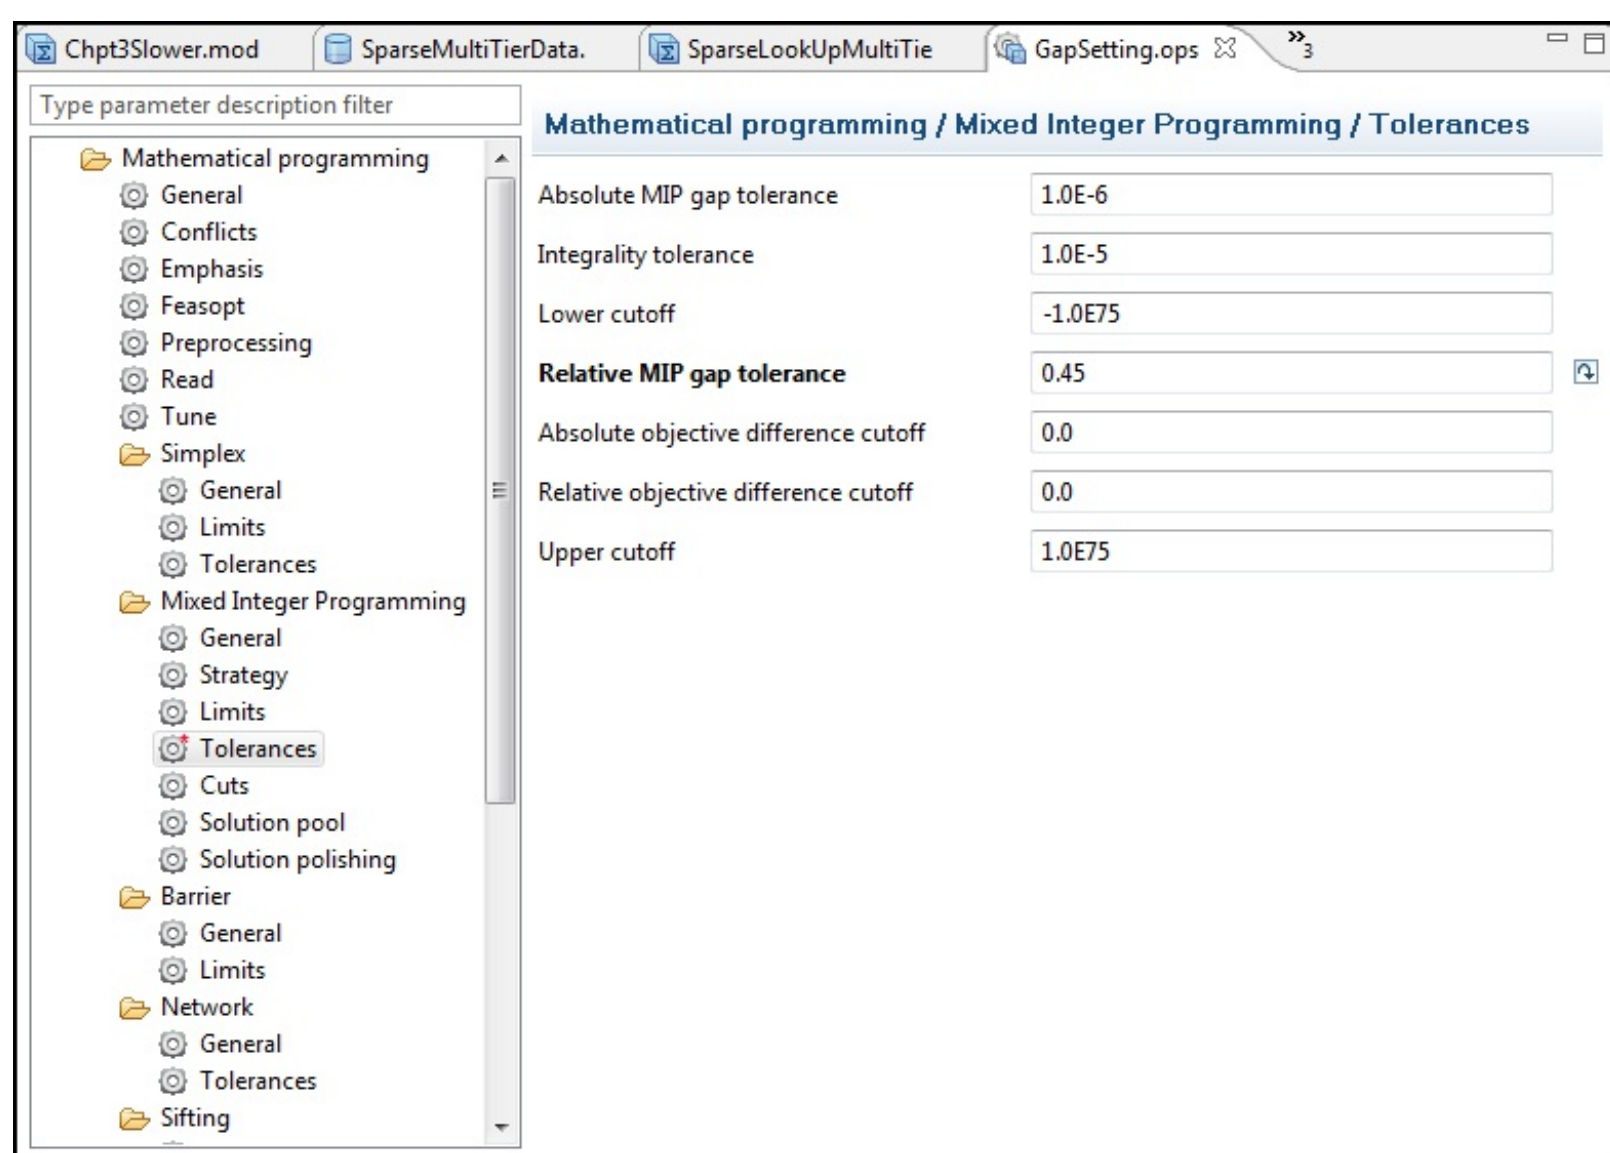 Chpt3Slower.mod SparseMultiTierData. SparseLookUpMultiTie GapSetting.ops »3
Type parameter description filter
Mathematical programming
General
Conflicts
Emphasis
Feasopt
Preprocessing
Read
Tune
Simplex
General
Limits
Tolerances
Mixed Integer Programming
General
Strategy
Limits
Tolerances
Cuts
Solution pool
Solution polishing
Barrier
General
Limits
Network
General
Tolerances
Sifting
Mathematical programming / Mixed Integer Programming / Tolerances
Absolute MIP gap tolerance 1.0E-6
Integrality tolerance 1.0E-5
Lower cutoff -1.0E75
Relative MIP gap tolerance 0.45
Absolute objective difference cutoff 0.0
Relative objective difference cutoff 0.0
Upper cutoff 1.0E75